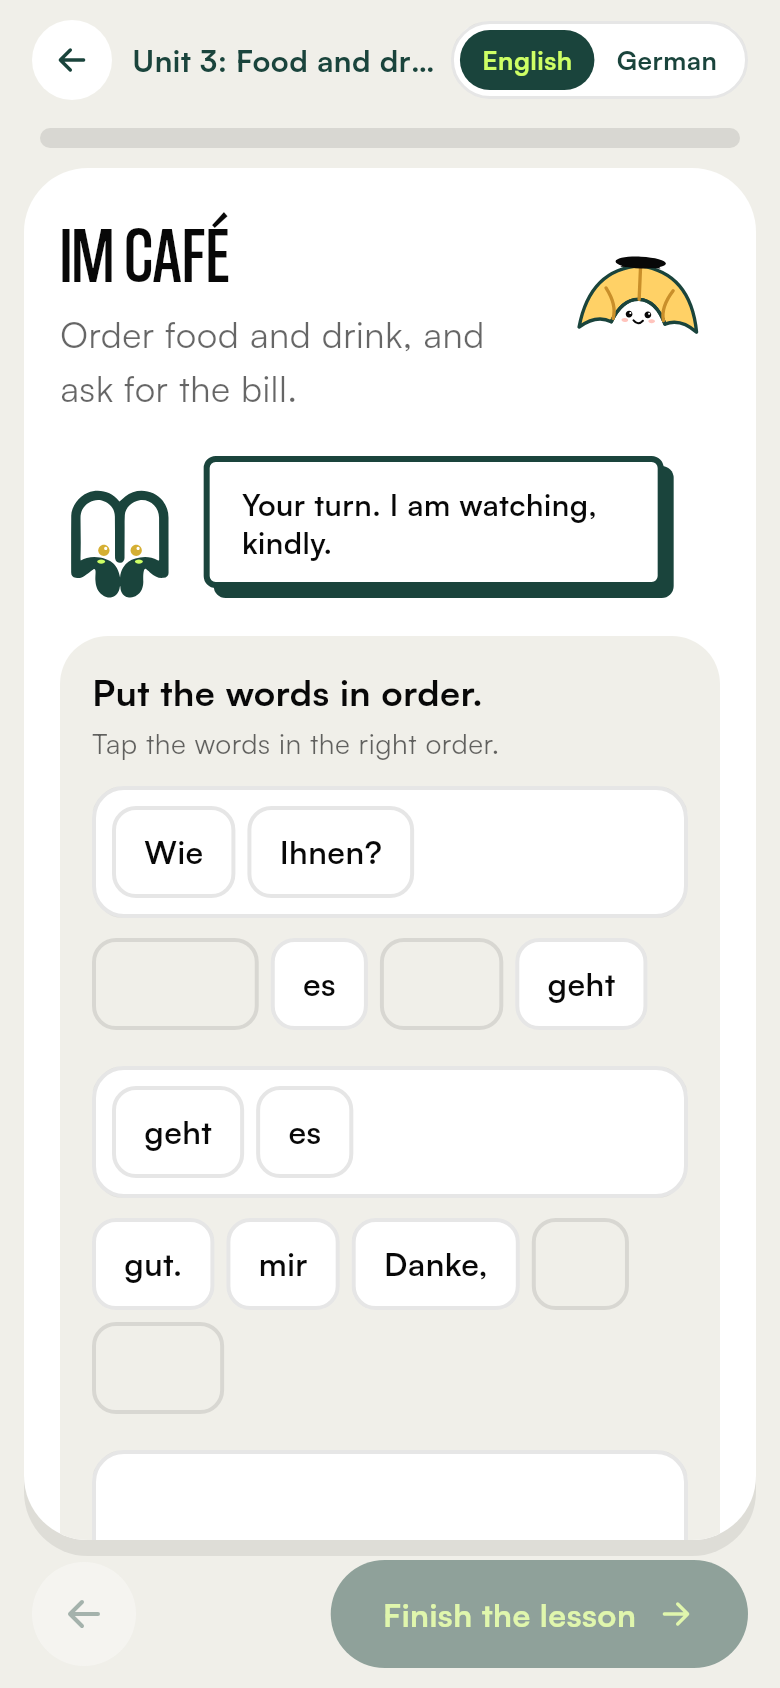 Unit 3: Food and dr...
English
German
IM CAFÉ
Order food and drink, and
ask for the bill.
Your turn. I am watching,
kindly.
Put the words in order.
Tap the words in the right order.
Wie Ihnen?
es geht
geht es
gut. mir Danke,
Finish the lesson